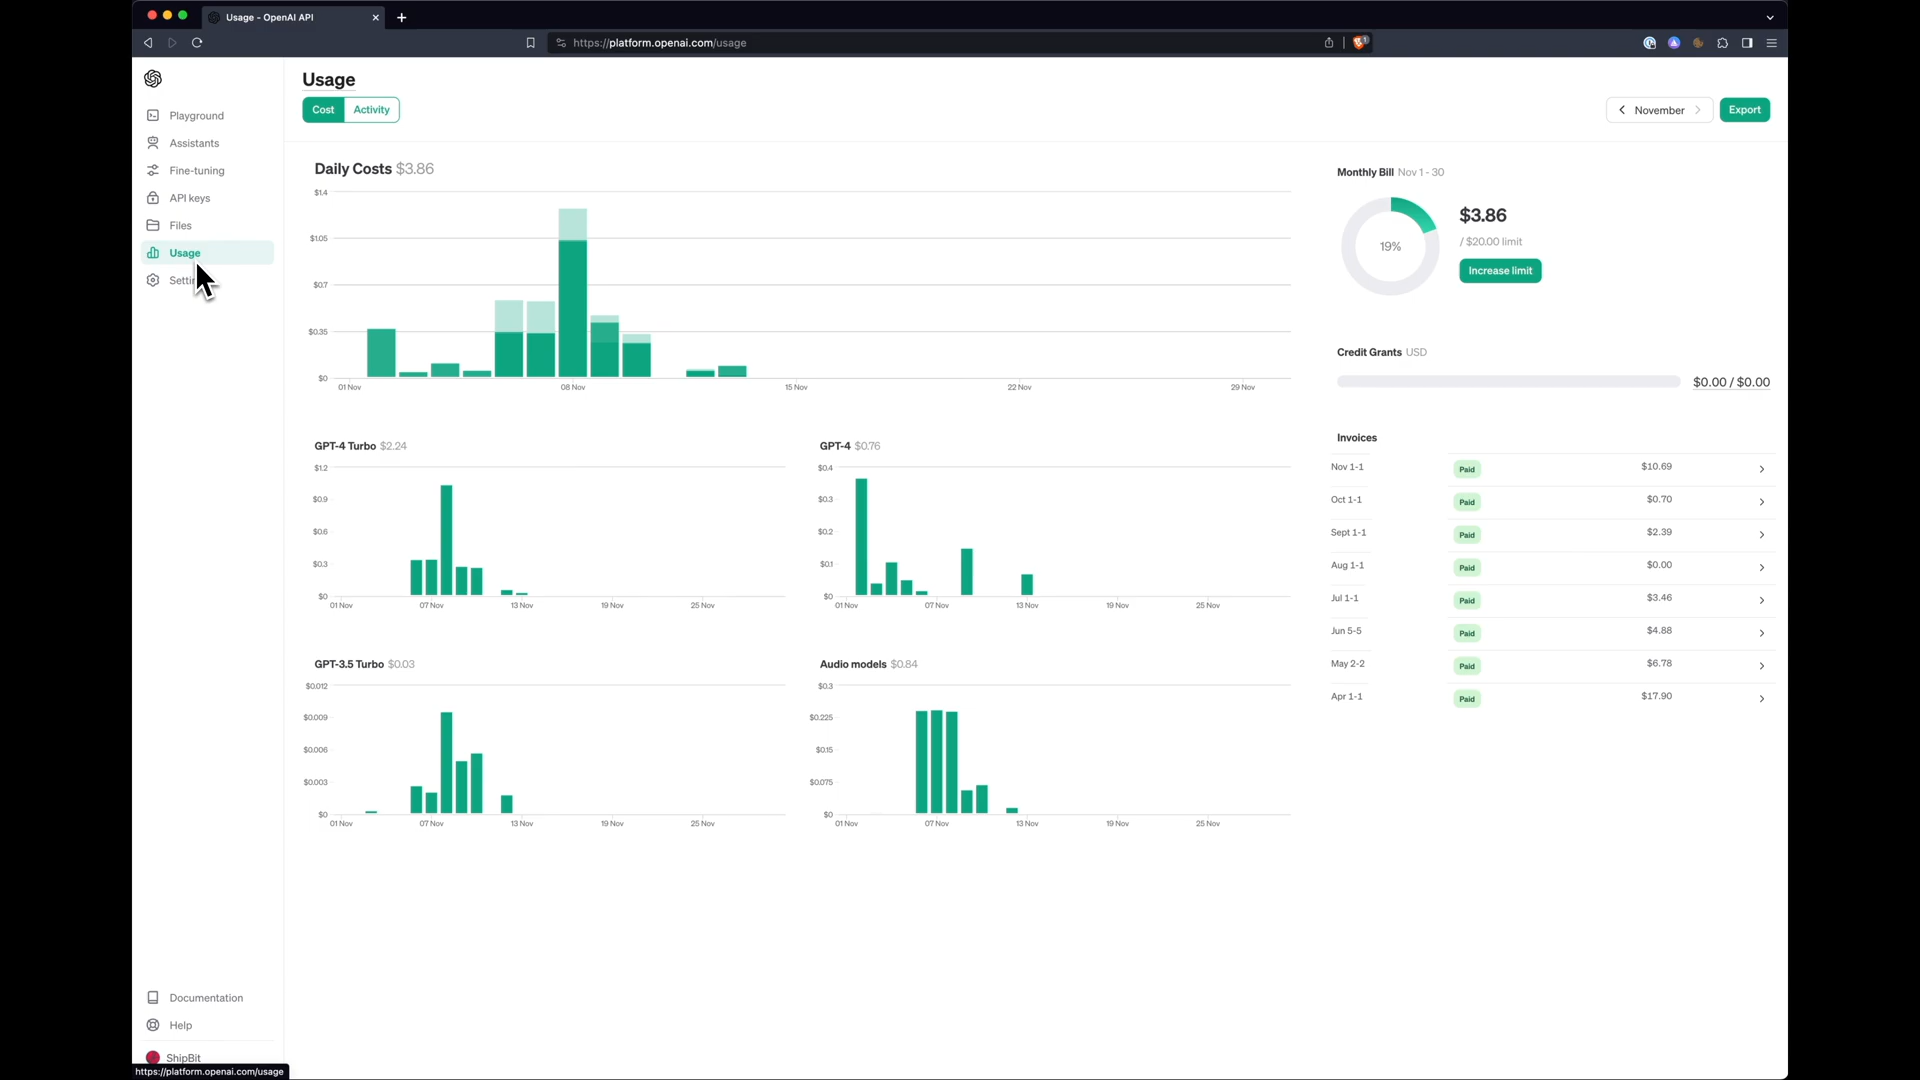 Usage - OpenAI API
https://platform.openai.com/usage
1
Playground
Assistants
Fine-tuning
API keys
Files
Usage
Documentation
Help
ShipBit
https://platform.openai.com/usage
Usage
Cost
Activity
November
Export
Daily Costs $3.86
$1.4
$1.05
$0.7
$0.35
$0
01 Nov
08 Nov
15 Nov
22 Nov
29 Nov
GPT-4 Turbo $2.24
$1.2
$0.9
$0.6
$0.3
$0
01 Nov
07 Nov
13 Nov
19 Nov
25 Nov
GPT-4 $0.76
$0.4
$0.3
$0.2
$0.1
$0
01 Nov
07 Nov
13 Nov
19 Nov
25 Nov
GPT-3.5 Turbo $0.03
$0.012
$0.009
$0.006
$0.003
$0
01 Nov
07 Nov
13 Nov
19 Nov
25 Nov
Audio models $0.84
$0.3
$0.225
$0.15
$0.075
$0
01 Nov
07 Nov
13 Nov
19 Nov
25 Nov
Monthly Bill Nov 1 - 30
19%
$3.86
/ $20.00 limit
Increase limit
Credit Grants USD
$0.00 / $0.00
Invoices
Nov 1-1 Paid $10.69
Oct 1-1 Paid $0.70
Sept 1-1 Paid $2.39
Aug 1-1 Paid $0.00
Jul 1-1 Paid $3.46
Jun 5-5 Paid $4.88
May 2-2 Paid $6.78
Apr 1-1 Paid $17.90